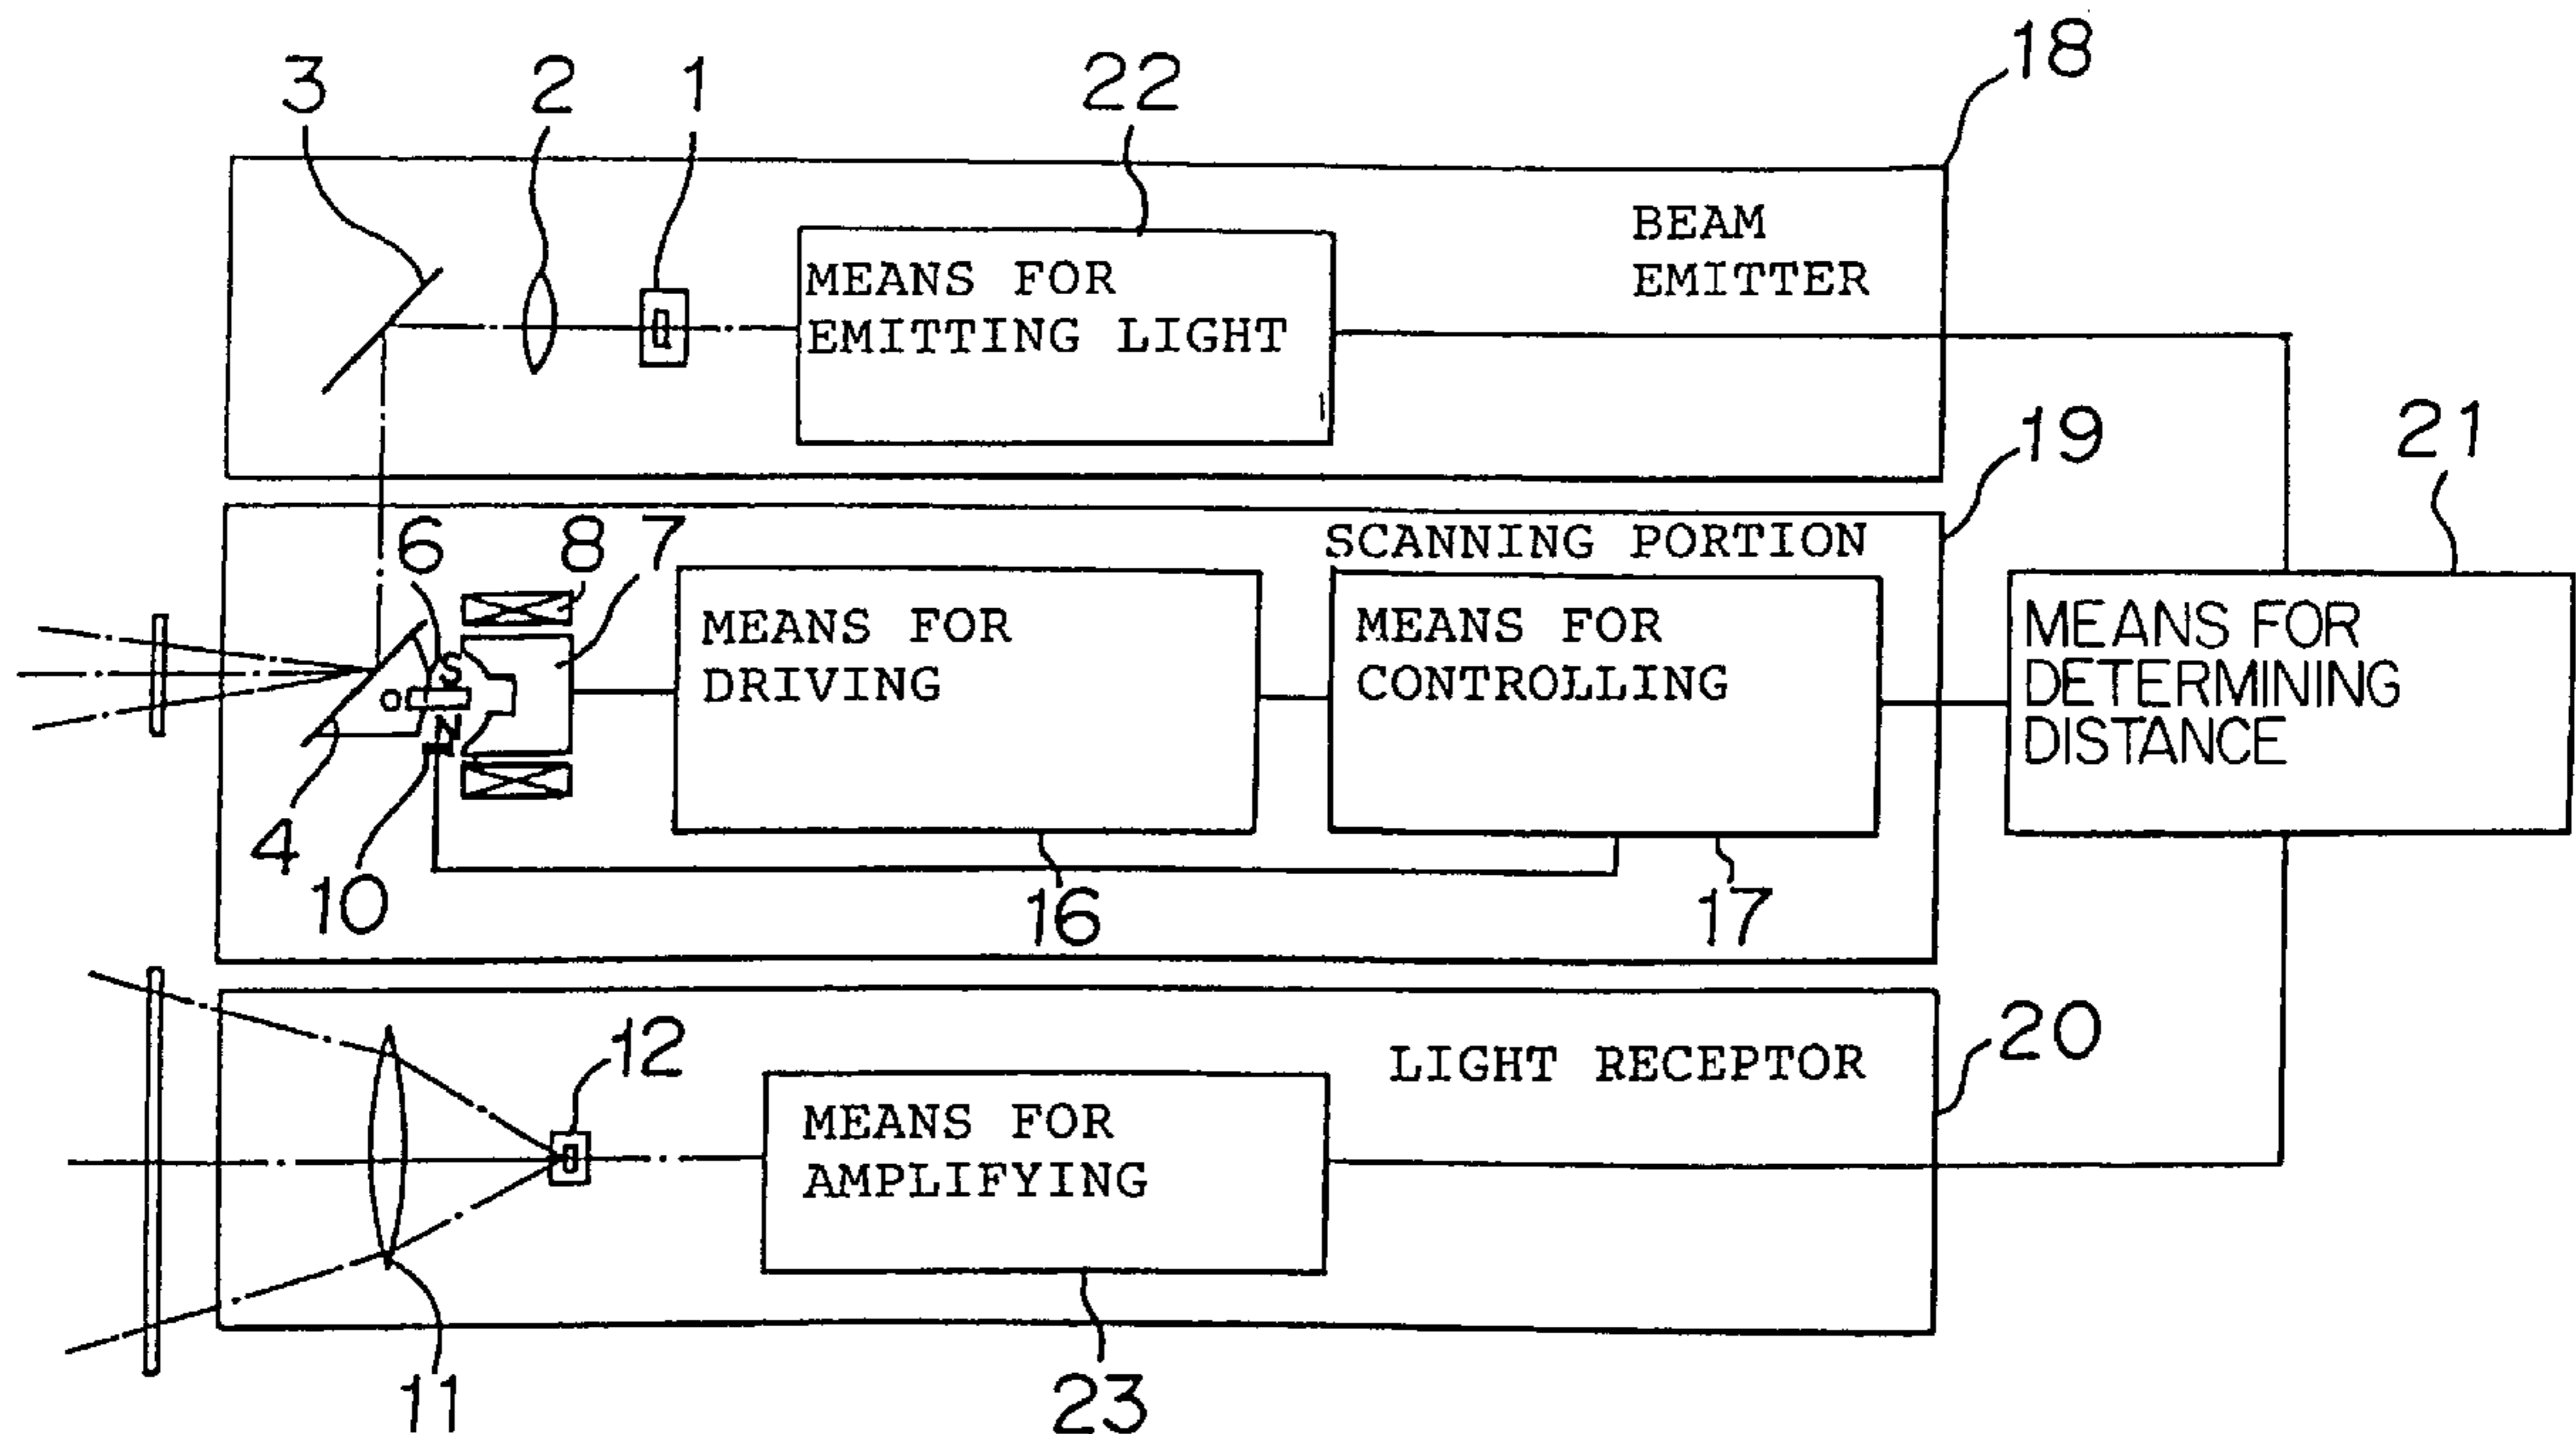 3
2
1
22
18
BEAM
EMITTER
MEANS FOR
EMITTING LIGHT
19
21
6
8
7
SCANNING PORTION
S
O
N
MEANS FOR
DRIVING
MEANS FOR
CONTROLLING
MEANS FOR
DETERMINING
DISTANCE
4
10
16
17
12
LIGHT RECEPTOR
20
MEANS FOR
AMPLIFYING
11
23